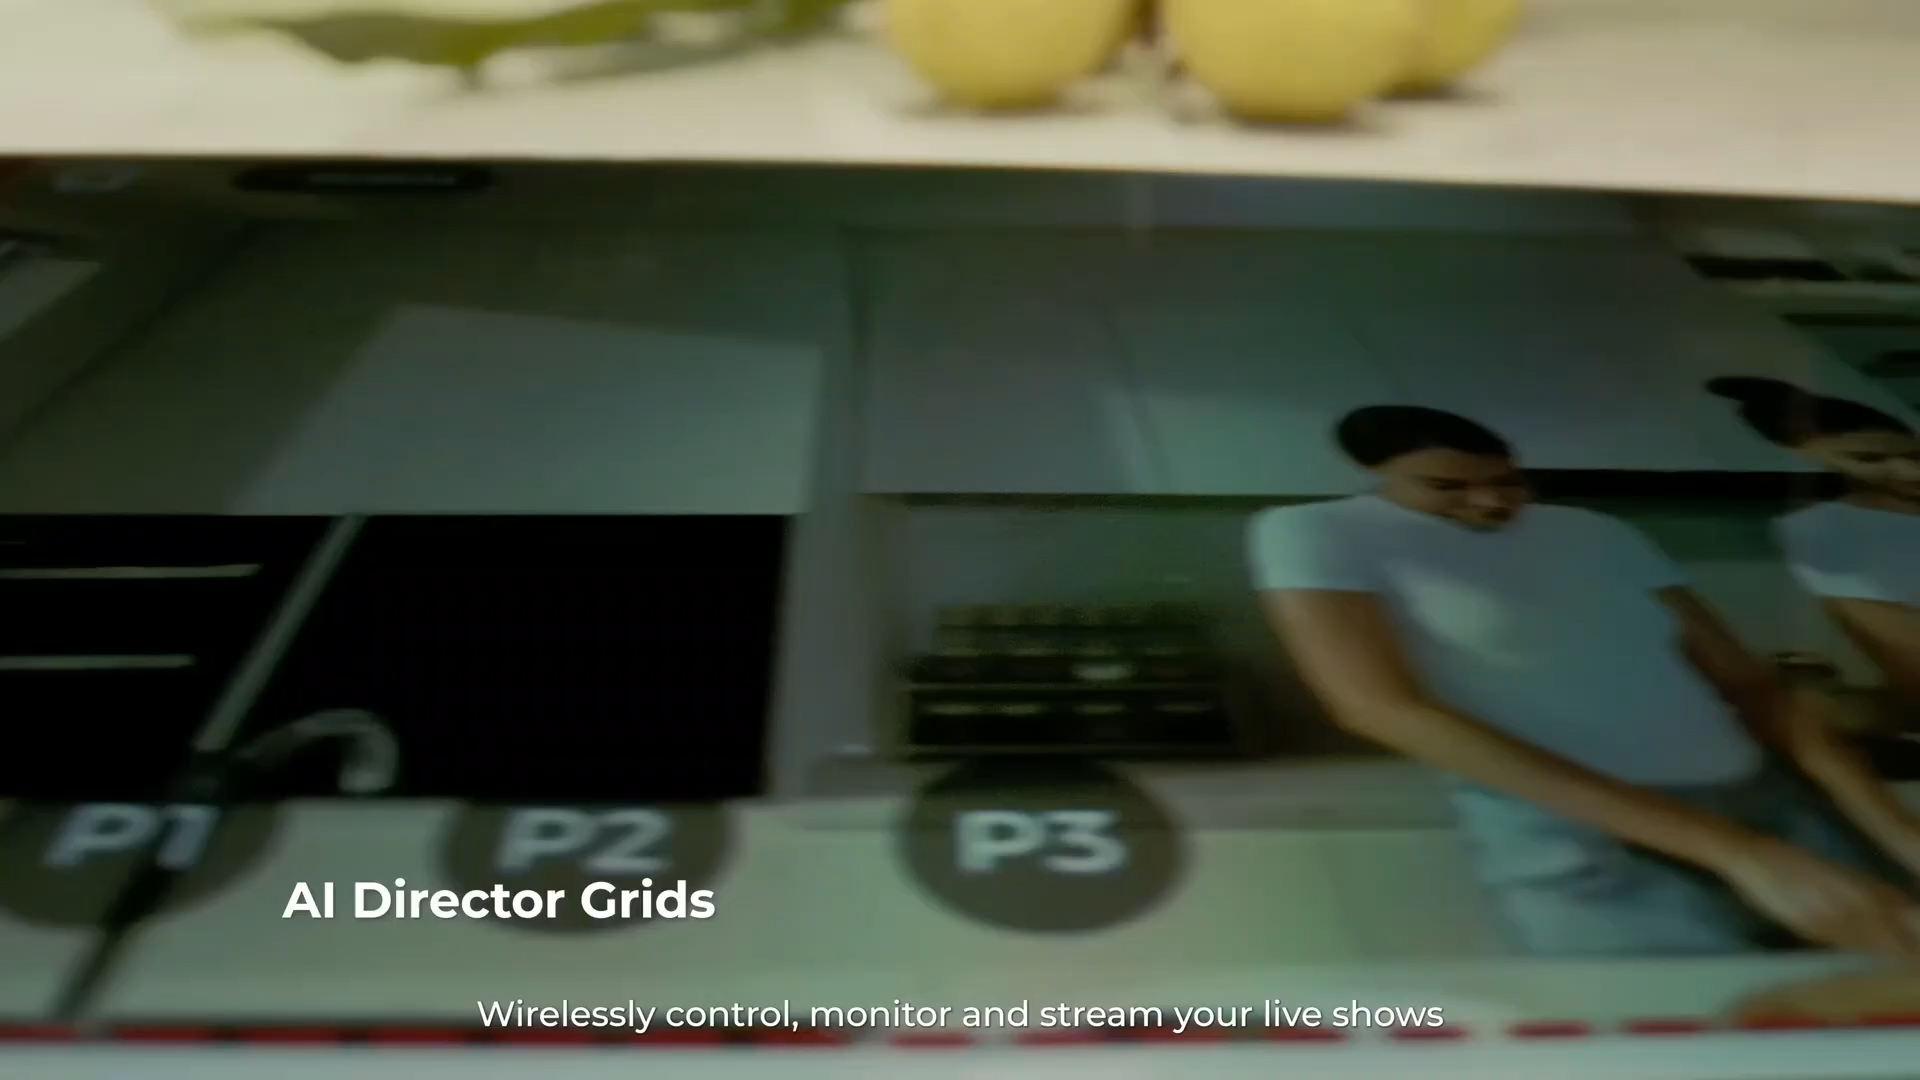 P1 P2 P3
AI Director Grids
Wirelessly control, monitor and stream your live shows